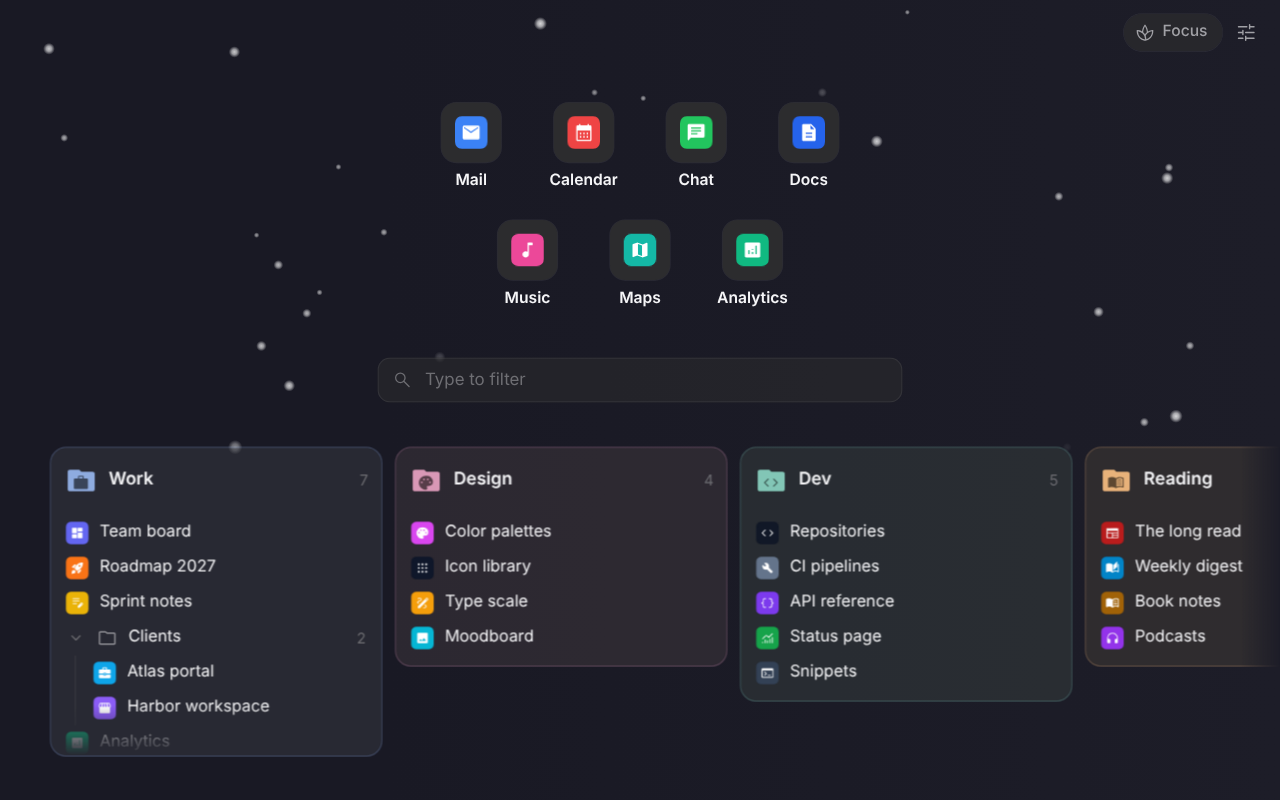 Focus
Mail
Calendar
Chat
Docs
Music
Maps
Analytics
Type to filter
Work 7
Team board
Roadmap 2027
Sprint notes
Clients 2
Atlas portal
Harbor workspace
Analytics
Design 4
Color palettes
Icon library
Type scale
Moodboard
Dev 5
Repositories
CI pipelines
API reference
Status page
Snippets
Reading
The long read
Weekly digest
Book notes
Podcasts